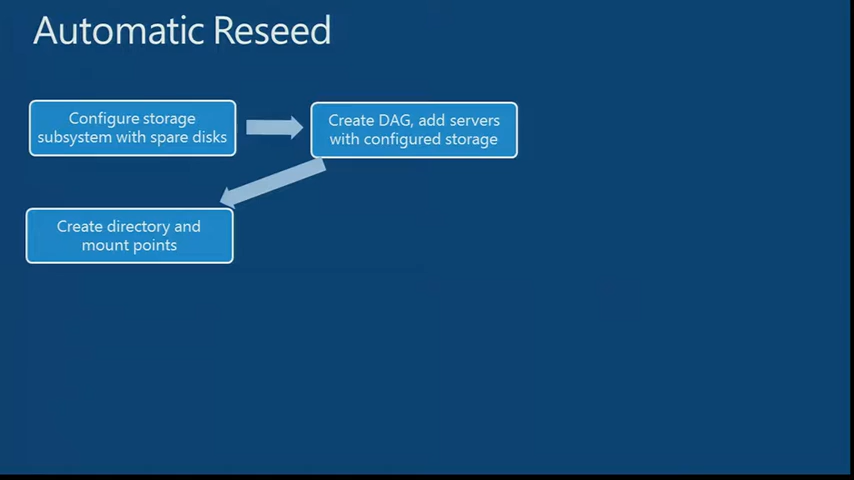 Automatic Reseed
Configure storage
subsystem with spare disks
Create DAG, add servers
with configured storage
Create directory and
mount points